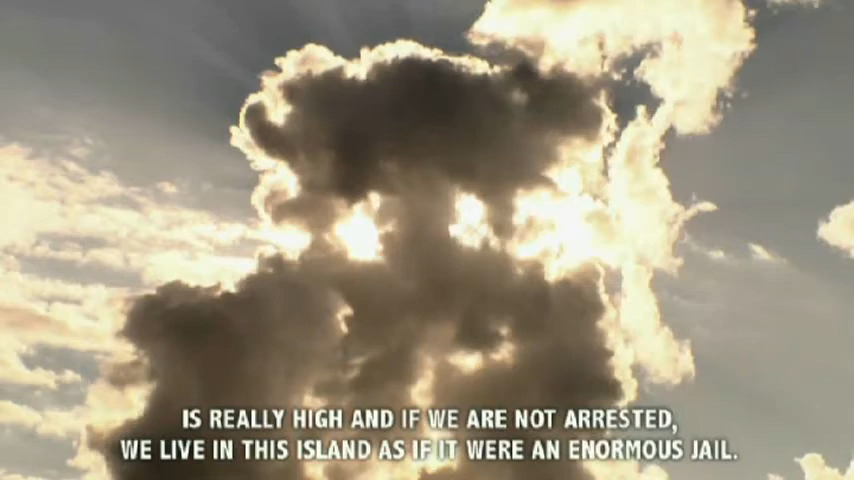 IS REALLY HIGH AND IF WE ARE NOT ARRESTED,
WE LIVE IN THIS ISLAND AS IF IT WERE AN ENORMOUS JAIL.